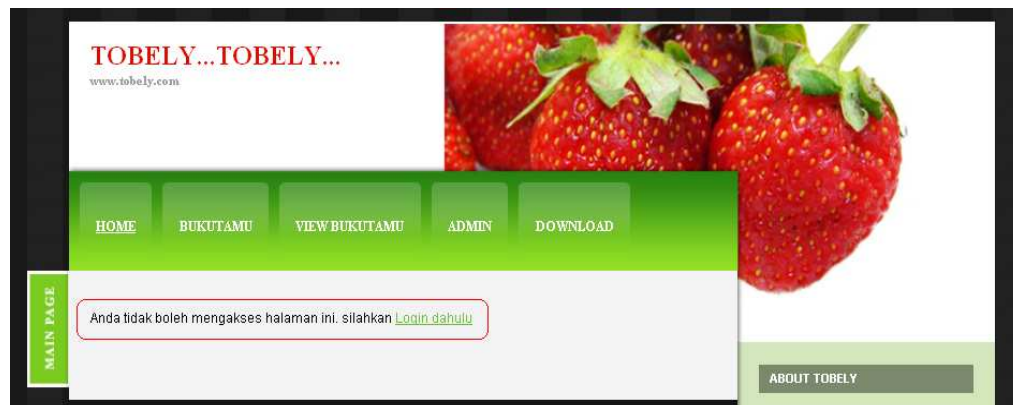 TOBELY...TOBELY...
www.tobely.com
HOME BUKUTAMU VIEW BUKUTAMU ADMIN DOWNLOAD
MAIN PAGE
Anda tidak boleh mengakses halaman ini. silahkan Login dahulu
ABOUT TOBELY